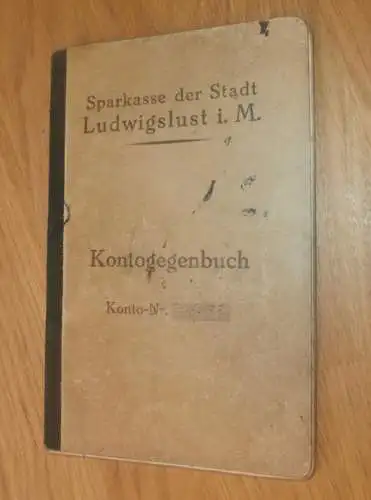 Sparkasse der Stadt
Ludwigslust i. M.
Kontogegenbuch
Konto-Nr.